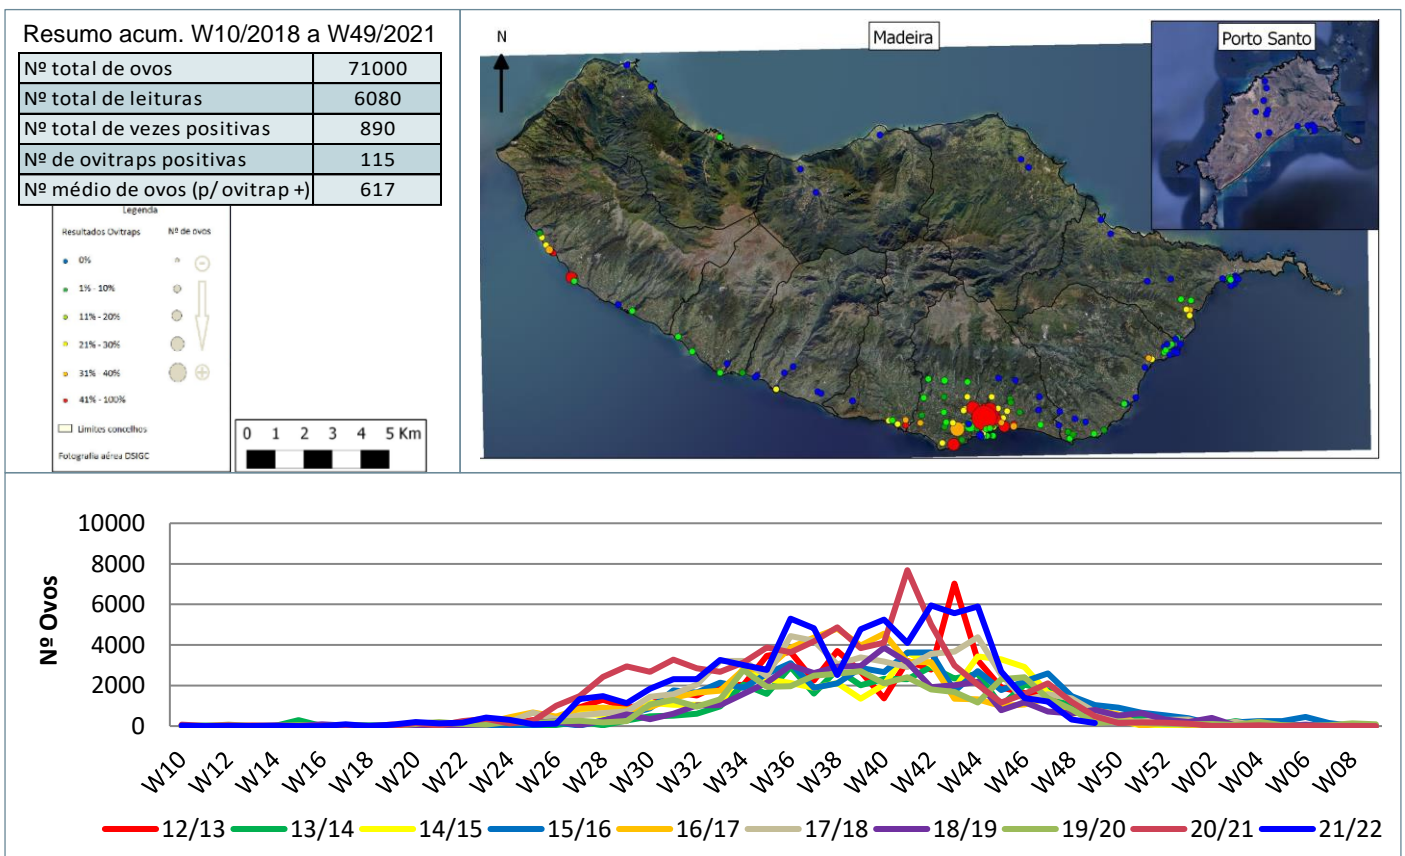 Resumo acum. W10/2018 a W49/2021
Nº total de ovos 71000
Nº total de leituras 6080
Nº total de vezes positivas 890
Nº de ovitraps positivas 115
Nº médio de ovos (p/ ovitrap +) 617
Legenda
Resultados Ovitraps Nº de ovos
0%
1% - 10%
11% - 20%
21% - 30%
31% - 40%
41% - 100%
Limites concelhos
Fotografia aérea DSIGC
0 1 2 3 4 5 Km
N
Madeira
Porto Santo
Nº Ovos
10000
8000
6000
4000
2000
0
W10 W12 W14 W16 W18 W20 W22 W24 W26 W28 W30 W32 W34 W36 W38 W40 W42 W44 W46 W48 W50 W52 W02 W04 W06 W08
12/13 13/14 14/15 15/16 16/17 17/18 18/19 19/20 20/21 21/22